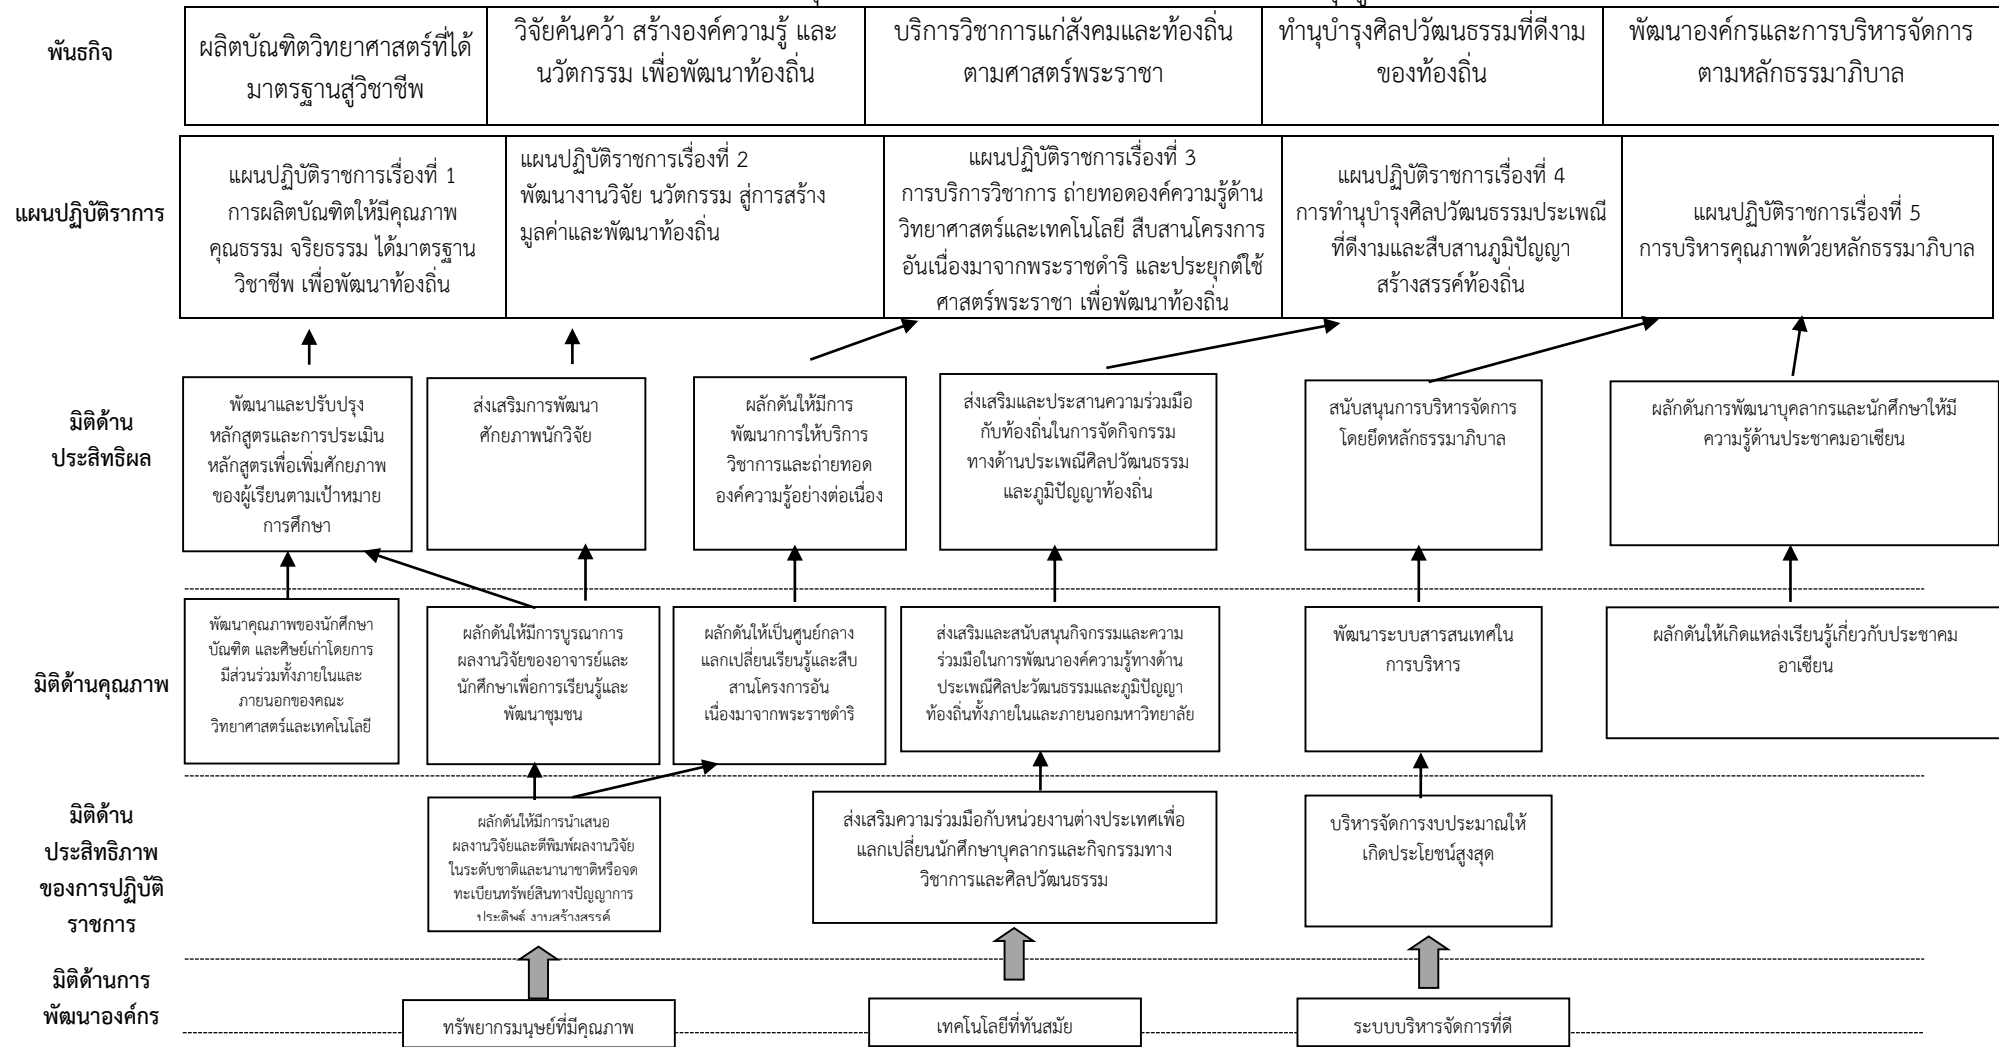 พันธกิจ
ผลิตบัณฑิตวิทยาศาสตร์ที่ได้
มาตรฐานสู่วิชาชีพ
วิจัยค้นคว้า สร้างองค์ความรู้ และ
นวัตกรรม เพื่อพัฒนาท้องถิ่น
บริการวิชาการแก่สังคมและท้องถิ่น
ตามศาสตร์พระราชา
ทำนุบำรุงศิลปวัฒนธรรมที่ดีงาม
ของท้องถิ่น
พัฒนาองค์กรและการบริหารจัดการ
ตามหลักธรรมาภิบาล
แผนปฏิบัติราการ
แผนปฏิบัติราชการเรื่องที่ 1
การผลิตบัณฑิตให้มีคุณภาพ
คุณธรรม จริยธรรม ได้มาตรฐาน
วิชาชีพ เพื่อพัฒนาท้องถิ่น
แผนปฏิบัติราชการเรื่องที่ 2
พัฒนางานวิจัย นวัตกรรม สู่การสร้าง
มูลค่าและพัฒนาท้องถิ่น
แผนปฏิบัติราชการเรื่องที่ 3
การบริการวิชาการ ถ่ายทอดองค์ความรู้ด้าน
วิทยาศาสตร์และเทคโนโลยี สืบสานโครงการ
อันเนื่องมาจากพระราชดำริ และประยุกต์ใช้
ศาสตร์พระราชา เพื่อพัฒนาท้องถิ่น
แผนปฏิบัติราชการเรื่องที่ 4
การทำนุบำรุงศิลปวัฒนธรรมประเพณี
ที่ดีงามและสืบสานภูมิปัญญา
สร้างสรรค์ท้องถิ่น
แผนปฏิบัติราชการเรื่องที่ 5
การบริหารคุณภาพด้วยหลักธรรมาภิบาล
มิติด้าน
ประสิทธิผล
พัฒนาและปรับปรุง
หลักสูตรและการประเมิน
หลักสูตรเพื่อเพิ่มศักยภาพ
ของผู้เรียนตามเป้าหมาย
การศึกษา
ส่งเสริมการพัฒนา
ศักยภาพนักวิจัย
ผลักดันให้มีการ
พัฒนาการให้บริการ
วิชาการและถ่ายทอด
องค์ความรู้อย่างต่อเนื่อง
ส่งเสริมและประสานความร่วมมือ
กับท้องถิ่นในการจัดกิจกรรม
ทางด้านประเพณีศิลปวัฒนธรรม
และภูมิปัญญาท้องถิ่น
สนับสนุนการบริหารจัดการ
โดยยึดหลักธรรมาภิบาล
ผลักดันการพัฒนาบุคลากรและนักศึกษาให้มี
ความรู้ด้านประชาคมอาเซียน
มิติด้านคุณภาพ
พัฒนาคุณภาพของนักศึกษา
บัณฑิต และศิษย์เก่าโดยการ
มีส่วนร่วมทั้งภายในและ
ภายนอกของคณะ
วิทยาศาสตร์และเทคโนโลยี
ผลักดันให้มีการบูรณาการ
ผลงานวิจัยของอาจารย์และ
นักศึกษาเพื่อการเรียนรู้และ
พัฒนาชุมชน
ผลักดันให้เป็นศูนย์กลาง
แลกเปลี่ยนเรียนรู้และสืบ
สานโครงการอัน
เนื่องมาจากพระราชดำริ
ส่งเสริมและสนับสนุนกิจกรรมและความ
ร่วมมือในการพัฒนาองค์ความรู้ทางด้าน
ประเพณีศิลปะวัฒนธรรมและภูมิปัญญา
ท้องถิ่นทั้งภายในและภายนอกมหาวิทยาลัย
พัฒนาระบบสารสนเทศใน
การบริหาร
ผลักดันให้เกิดแหล่งเรียนรู้เกี่ยวกับประชาคม
อาเซียน
มิติด้าน
ประสิทธิภาพ
ของการปฏิบัติ
ราชการ
ผลักดันให้มีการนำเสนอ
ผลงานวิจัยและตีพิมพ์ผลงานวิจัย
ในระดับชาติและนานาชาติหรือจด
ทะเบียนทรัพย์สินทางปัญญาการ
ประดิษฐ์ งานสร้างสรรค์
ส่งเสริมความร่วมมือกับหน่วยงานต่างประเทศเพื่อ
แลกเปลี่ยนนักศึกษาบุคลากรและกิจกรรมทาง
วิชาการและศิลปวัฒนธรรม
บริหารจัดการงบประมาณให้
เกิดประโยชน์สูงสุด
มิติด้านการ
พัฒนาองค์กร
ทรัพยากรมนุษย์ที่มีคุณภาพ
เทคโนโลยีที่ทันสมัย
ระบบบริหารจัดการที่ดี